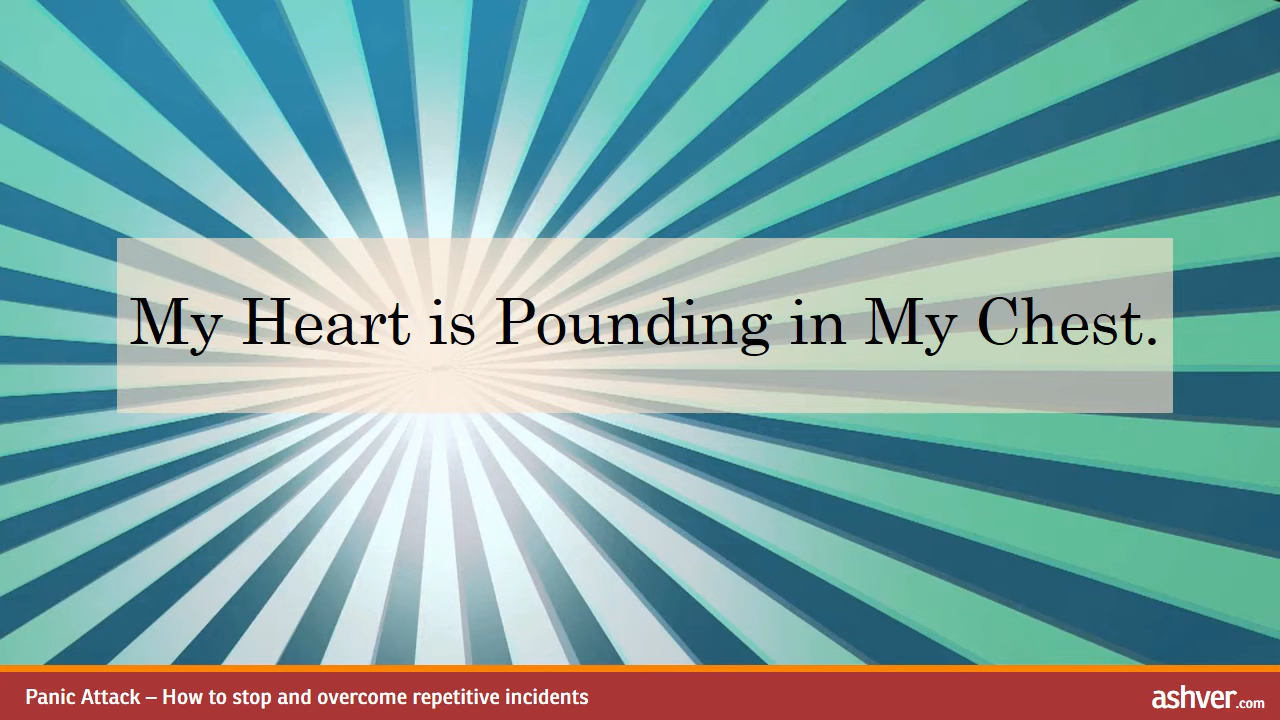 My Heart is Pounding in My Chest.
Panic Attack – How to stop and overcome repetitive incidents
ashver.com